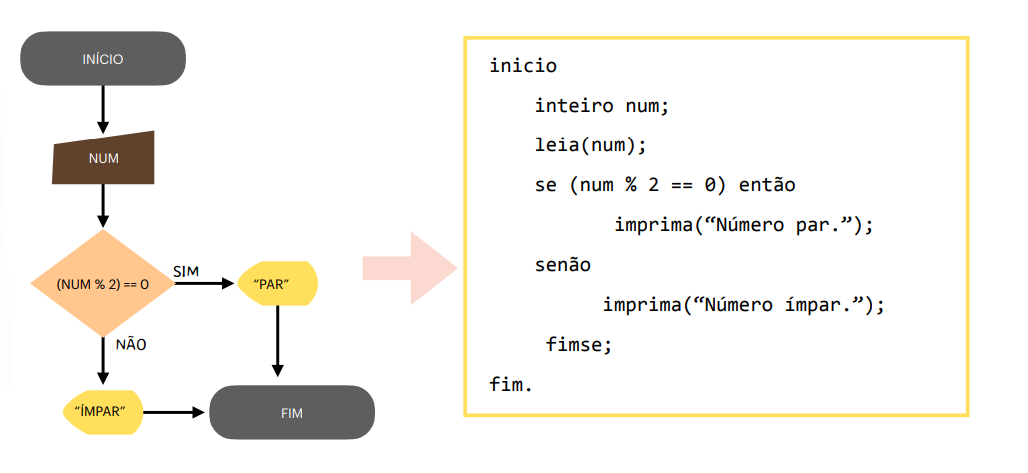 INÍCIO
NUM
(NUM % 2) == 0
SIM
"PAR"
NÃO
"ÍMPAR"
FIM
inicio
inteiro num;
leia(num);
se (num % 2 == 0) então
imprima(“Número par.”);
senão
imprima(“Número ímpar.”);
fimse;
fim.